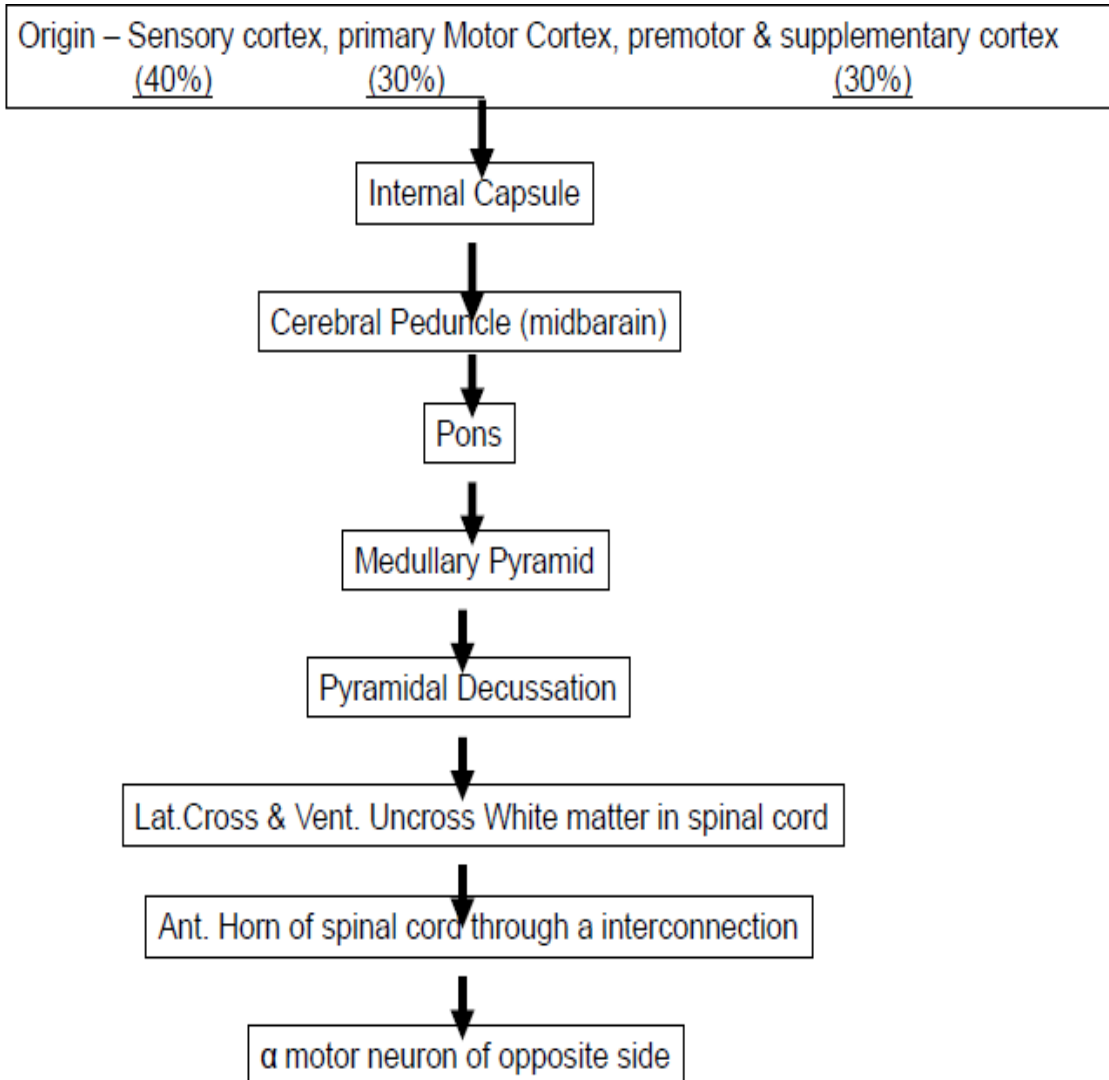 Origin – Sensory cortex, primary Motor Cortex, premotor & supplementary cortex
(40%) (30%) (30%)
Internal Capsule
Cerebral Peduncle (midbarain)
Pons
Medullary Pyramid
Pyramidal Decussation
Lat.Cross & Vent. Uncross White matter in spinal cord
Ant. Horn of spinal cord through a interconnection
α motor neuron of opposite side